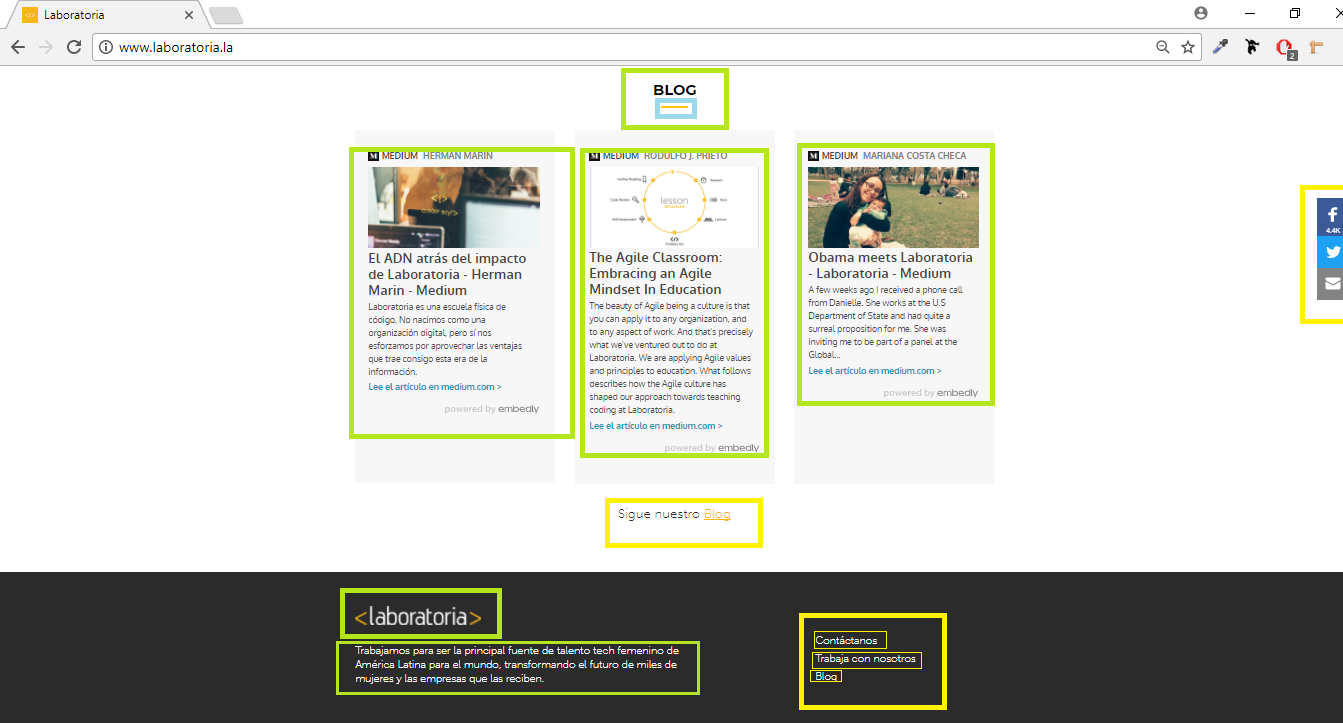 Laboratoria
www.laboratoria.la
2
BLOG
MEDIUM HERMAN MARIN
El ADN atrás del impacto
de Laboratoria - Herman
Marin - Medium
Laboratoria es una escuela física de
código. No nacimos como una
organización digital, pero sí nos
esforzamos por aprovechar las ventajas
que trae consigo esta era de la
información.
Lee el artículo en medium.com >
powered by embedly
MEDIUM RODULFO J. PRIETO
lesson
The Agile Classroom:
Embracing an Agile
Mindset In Education
The beauty of Agile being a culture is that
you can apply it to any organization, and
to any aspect of work. And that's precisely
what we've ventured out to do at
Laboratoria. We are applying Agile values
and principles to education. What follows
describes how the Agile culture has
shaped our approach towards teaching
coding at Laboratoria.
Lee el artículo en medium.com >
powered by embedly
MEDIUM MARIANA COSTA CHECA
Obama meets Laboratoria
- Laboratoria - Medium
A few weeks ago I received a phone call
from Danielle. She works at the U.S
Department of State and had quite a
surreal proposition for me. She was
inviting me to be part of a panel at the
Global...
Lee el artículo en medium.com >
powered by embedly
4.4K
Sigue nuestro Blog
<laboratoria>
Trabajamos para ser la principal fuente de talento tech femenino de
América Latina para el mundo, transformando el futuro de miles de
mujeres y las empresas que las reciben.
Contáctanos
Trabaja con nosotros
Blog